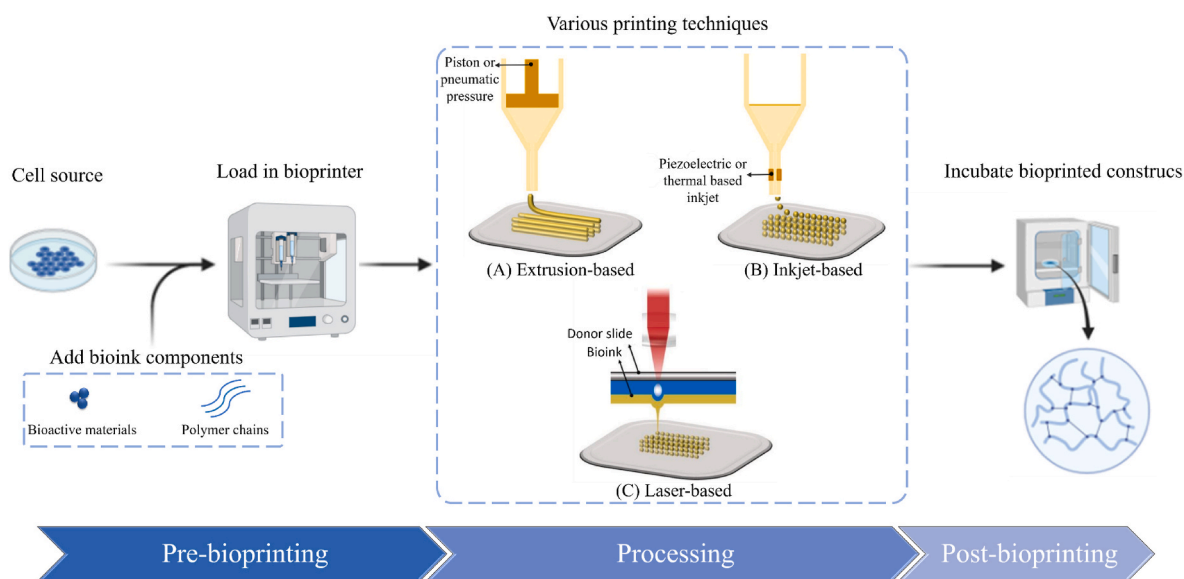 Various printing techniques
Piston or
pneumatic
pressure
Piezoelectric or
thermal based
inkjet
Cell source
Load in bioprinter
Incubate bioprinted construcs
(A) Extrusion-based
(B) Inkjet-based
Donor slide
Bioink
Add bioink components
Bioactive materials
Polymer chains
(C) Laser-based
Pre-bioprinting
Processing
Post-bioprinting